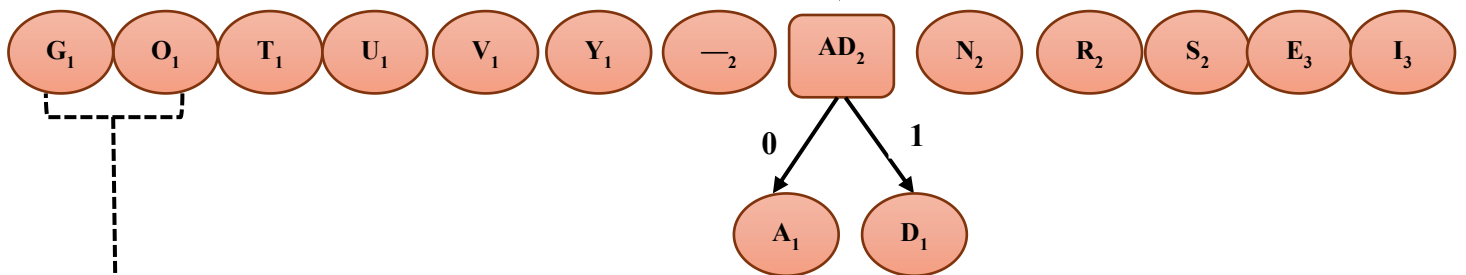 G₁ O₁ T₁ U₁ V₁ Y₁ —₂ AD₂ N₂ R₂ S₂ E₃ I₃
0 1
A₁ D₁